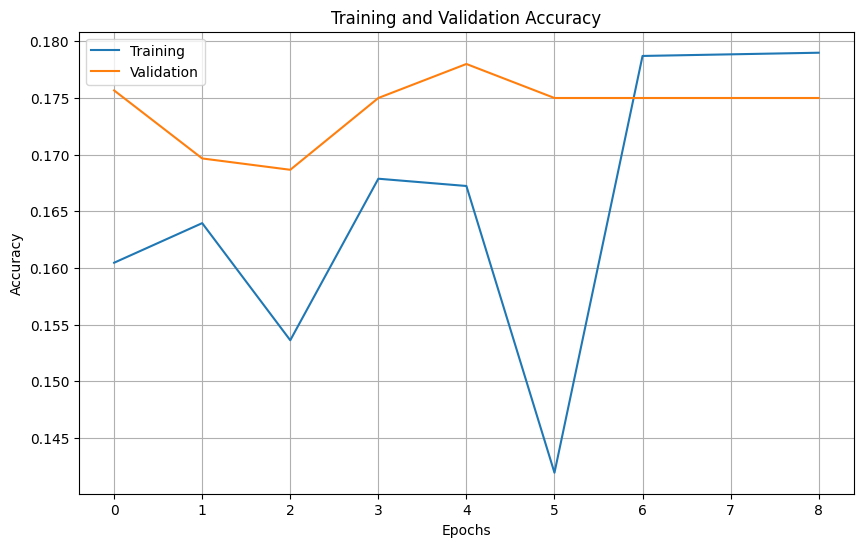 Training and Validation Accuracy
Training
Validation
0.180
0.175
0.170
0.165
0.160
0.155
0.150
0.145
Accuracy
0 1 2 3 4 5 6 7 8
Epochs